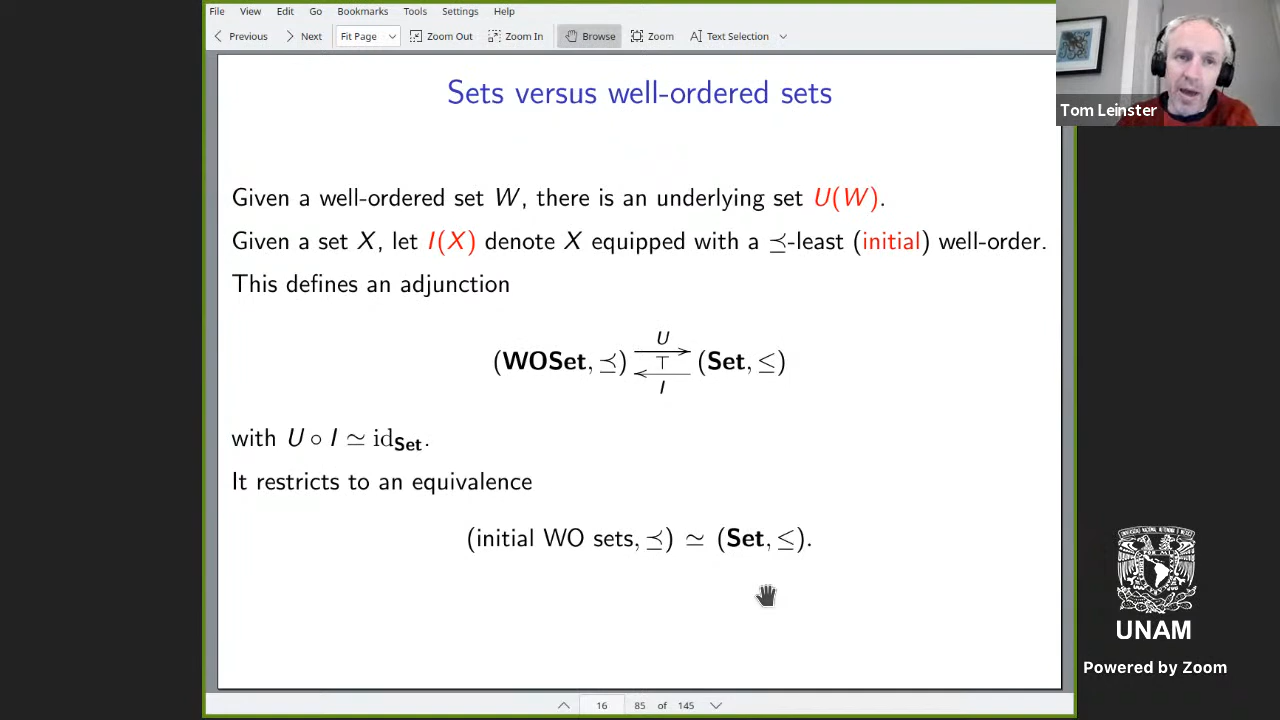 File View Edit Go Bookmarks Tools Settings Help
Previous Next Fit Page Zoom Out Zoom In Browse Zoom Text Selection
Tom Leinster
Sets versus well-ordered sets
Given a well-ordered set W, there is an underlying set U(W).
Given a set X, let I(X) denote X equipped with a ⪯-least (initial) well-order.
This defines an adjunction
U
(WOSet, ⪯) ⊤ (Set, ≤)
I
with U ∘ I ≃ id_Set.
It restricts to an equivalence
(initial WO sets, ⪯) ≃ (Set, ≤).
UNAM
Powered by Zoom
16 85 of 145